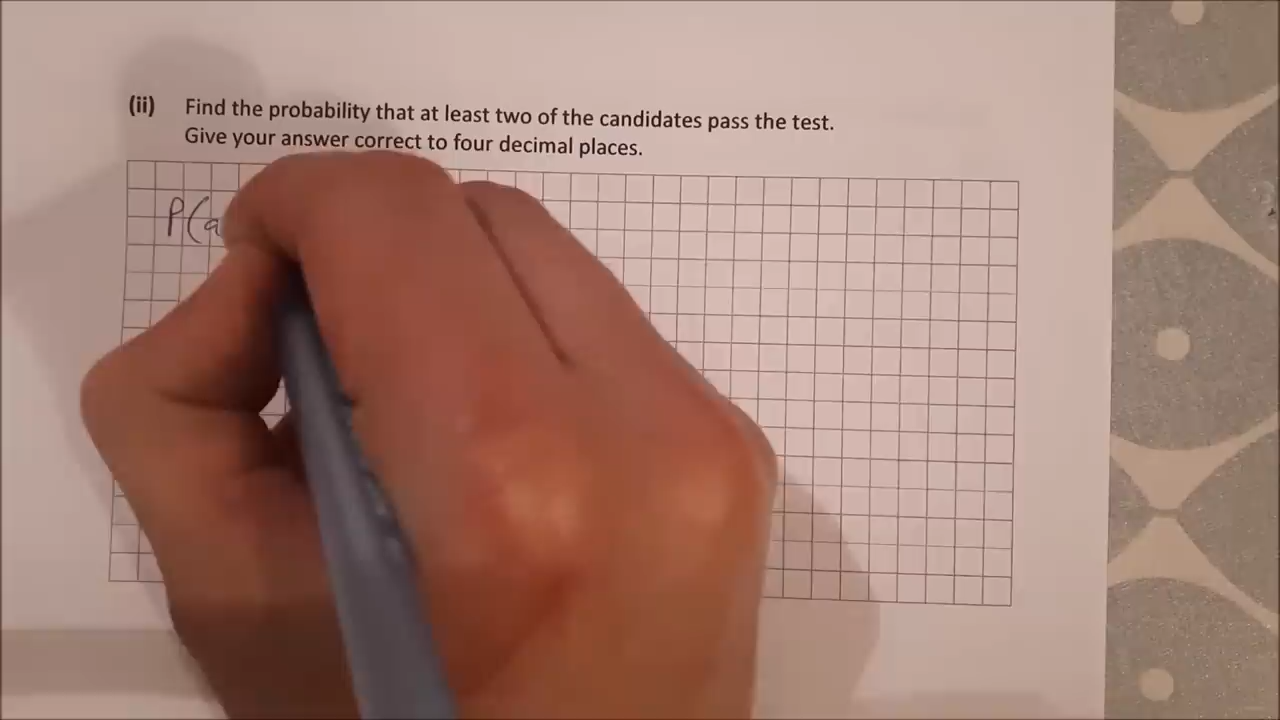 (ii) Find the probability that at least two of the candidates pass the test.
Give your answer correct to four decimal places.
P(a